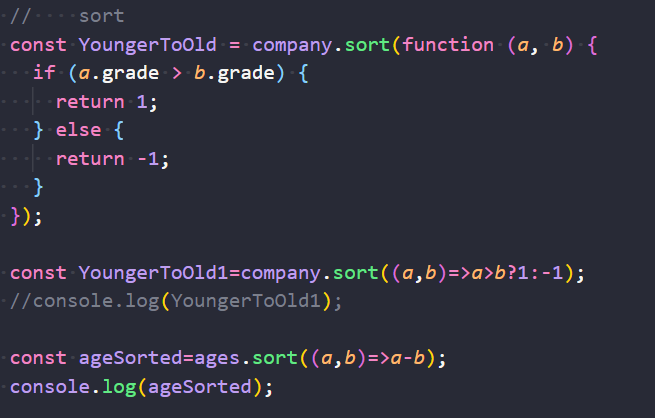 //    sort
const YoungerToOld = company.sort(function (a, b) {
  if (a.grade > b.grade) {
    return 1;
  } else {
    return -1;
  }
});
const YoungerToOld1=company.sort((a,b)=>a>b?1:-1);
//console.log(YoungerToOld1);
const ageSorted=ages.sort((a,b)=>a-b);
console.log(ageSorted);